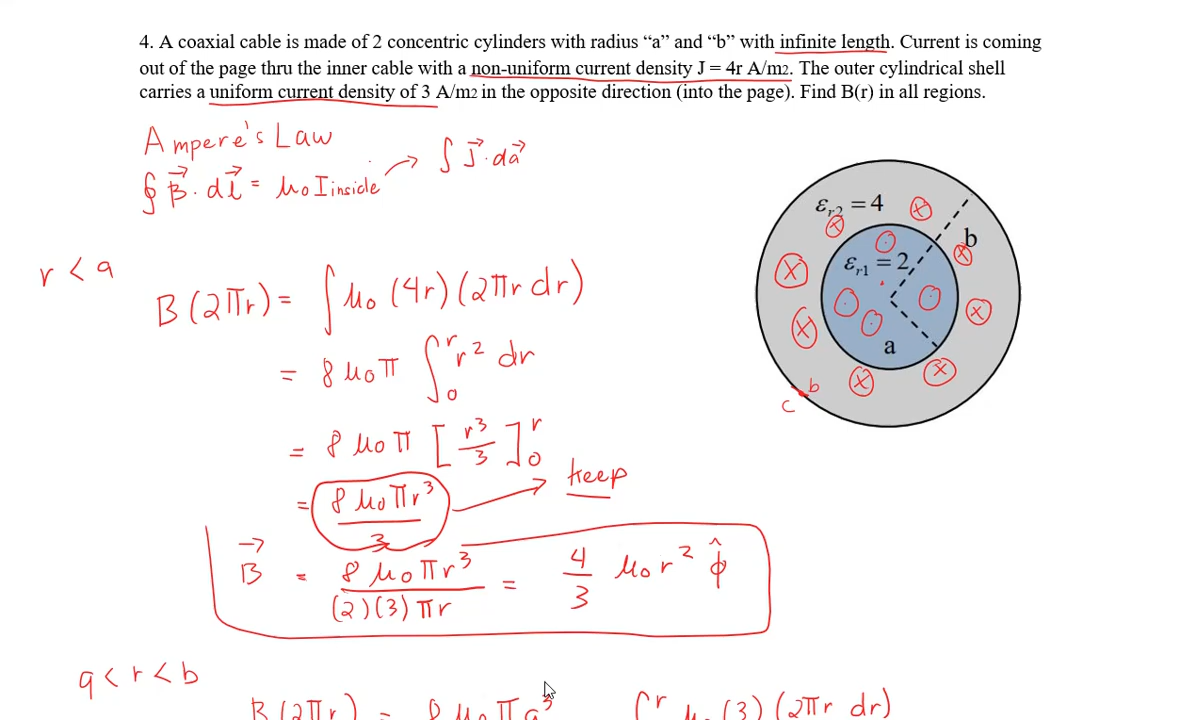 4. A coaxial cable is made of 2 concentric cylinders with radius “a” and “b” with infinite length. Current is coming
out of the page thru the inner cable with a non-uniform current density J = 4r A/m2. The outer cylindrical shell
carries a uniform current density of 3 A/m2 in the opposite direction (into the page). Find B(r) in all regions.
Ampere's Law
∮ B⃗ · dl⃗ = μ₀ I inside → ∫ J⃗ · da⃗
εr2 = 4
b
εr1 = 2
a
b
c
r < a
B (2πr) = ∫ μ₀ (4r) (2πr dr)
= 8 μ₀ π ∫₀ʳ r² dr
= 8 μ₀ π [r³/3]₀ʳ
= 8 μ₀ π r³ / 3 → keep
B⃗ = 8 μ₀ π r³ / (2)(3) π r = 4/3 μ₀ r² φ̂
a < r < b
B (2πr) = 8 μ₀ π a³ ∫ʳ μ₀ (3) (2πr dr)